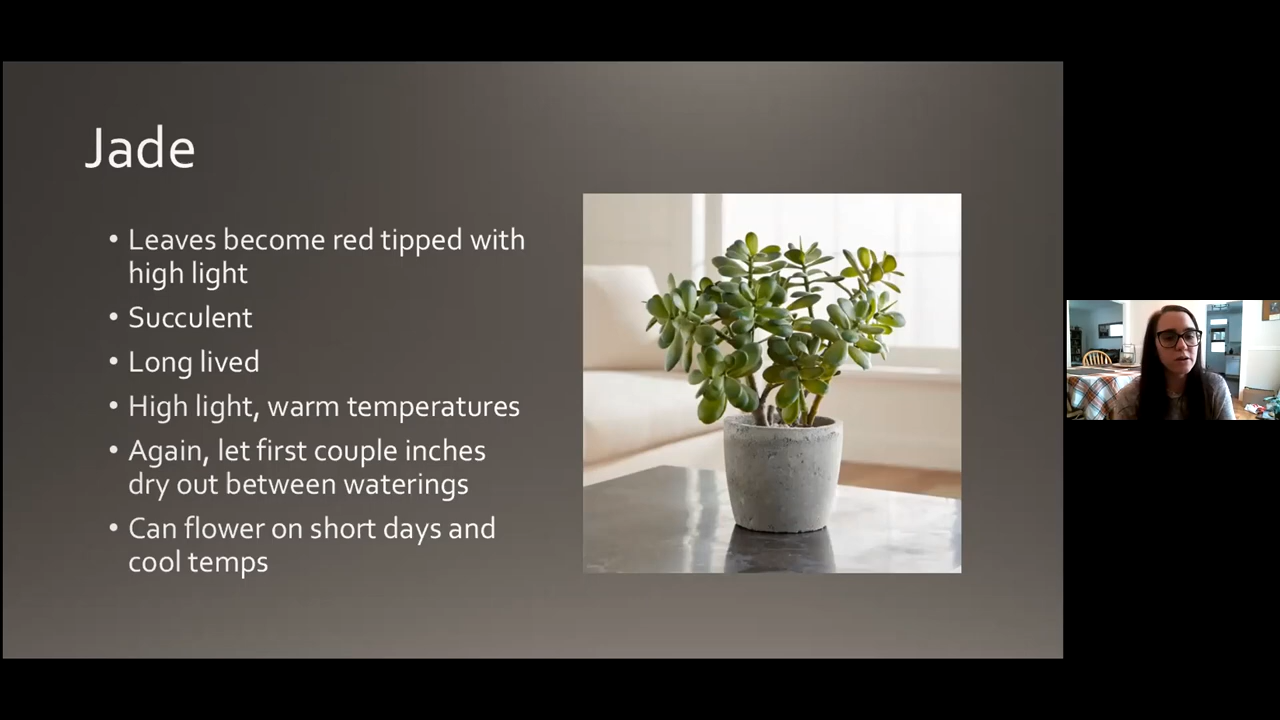 Jade
• Leaves become red tipped with
high light
• Succulent
• Long lived
• High light, warm temperatures
• Again, let first couple inches
dry out between waterings
• Can flower on short days and
cool temps